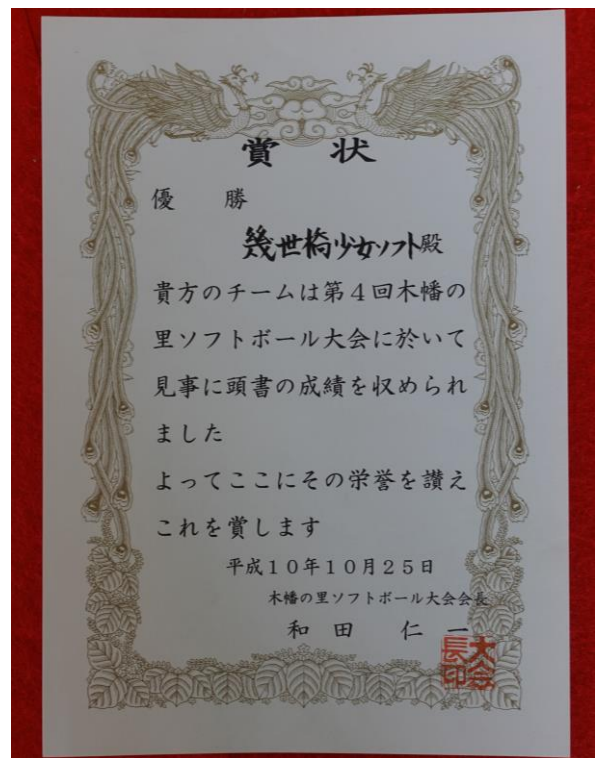 賞 状
優 勝
幾世橋少女ソフト殿
貴方のチームは第4回木幡の
里ソフトボール大会に於いて
見事に頭書の成績を収められ
ました
よってここにその栄誉を讃え
これを賞します
平成10年10月25日
木幡の里ソフトボール大会会長
和田 仁一
大会長印